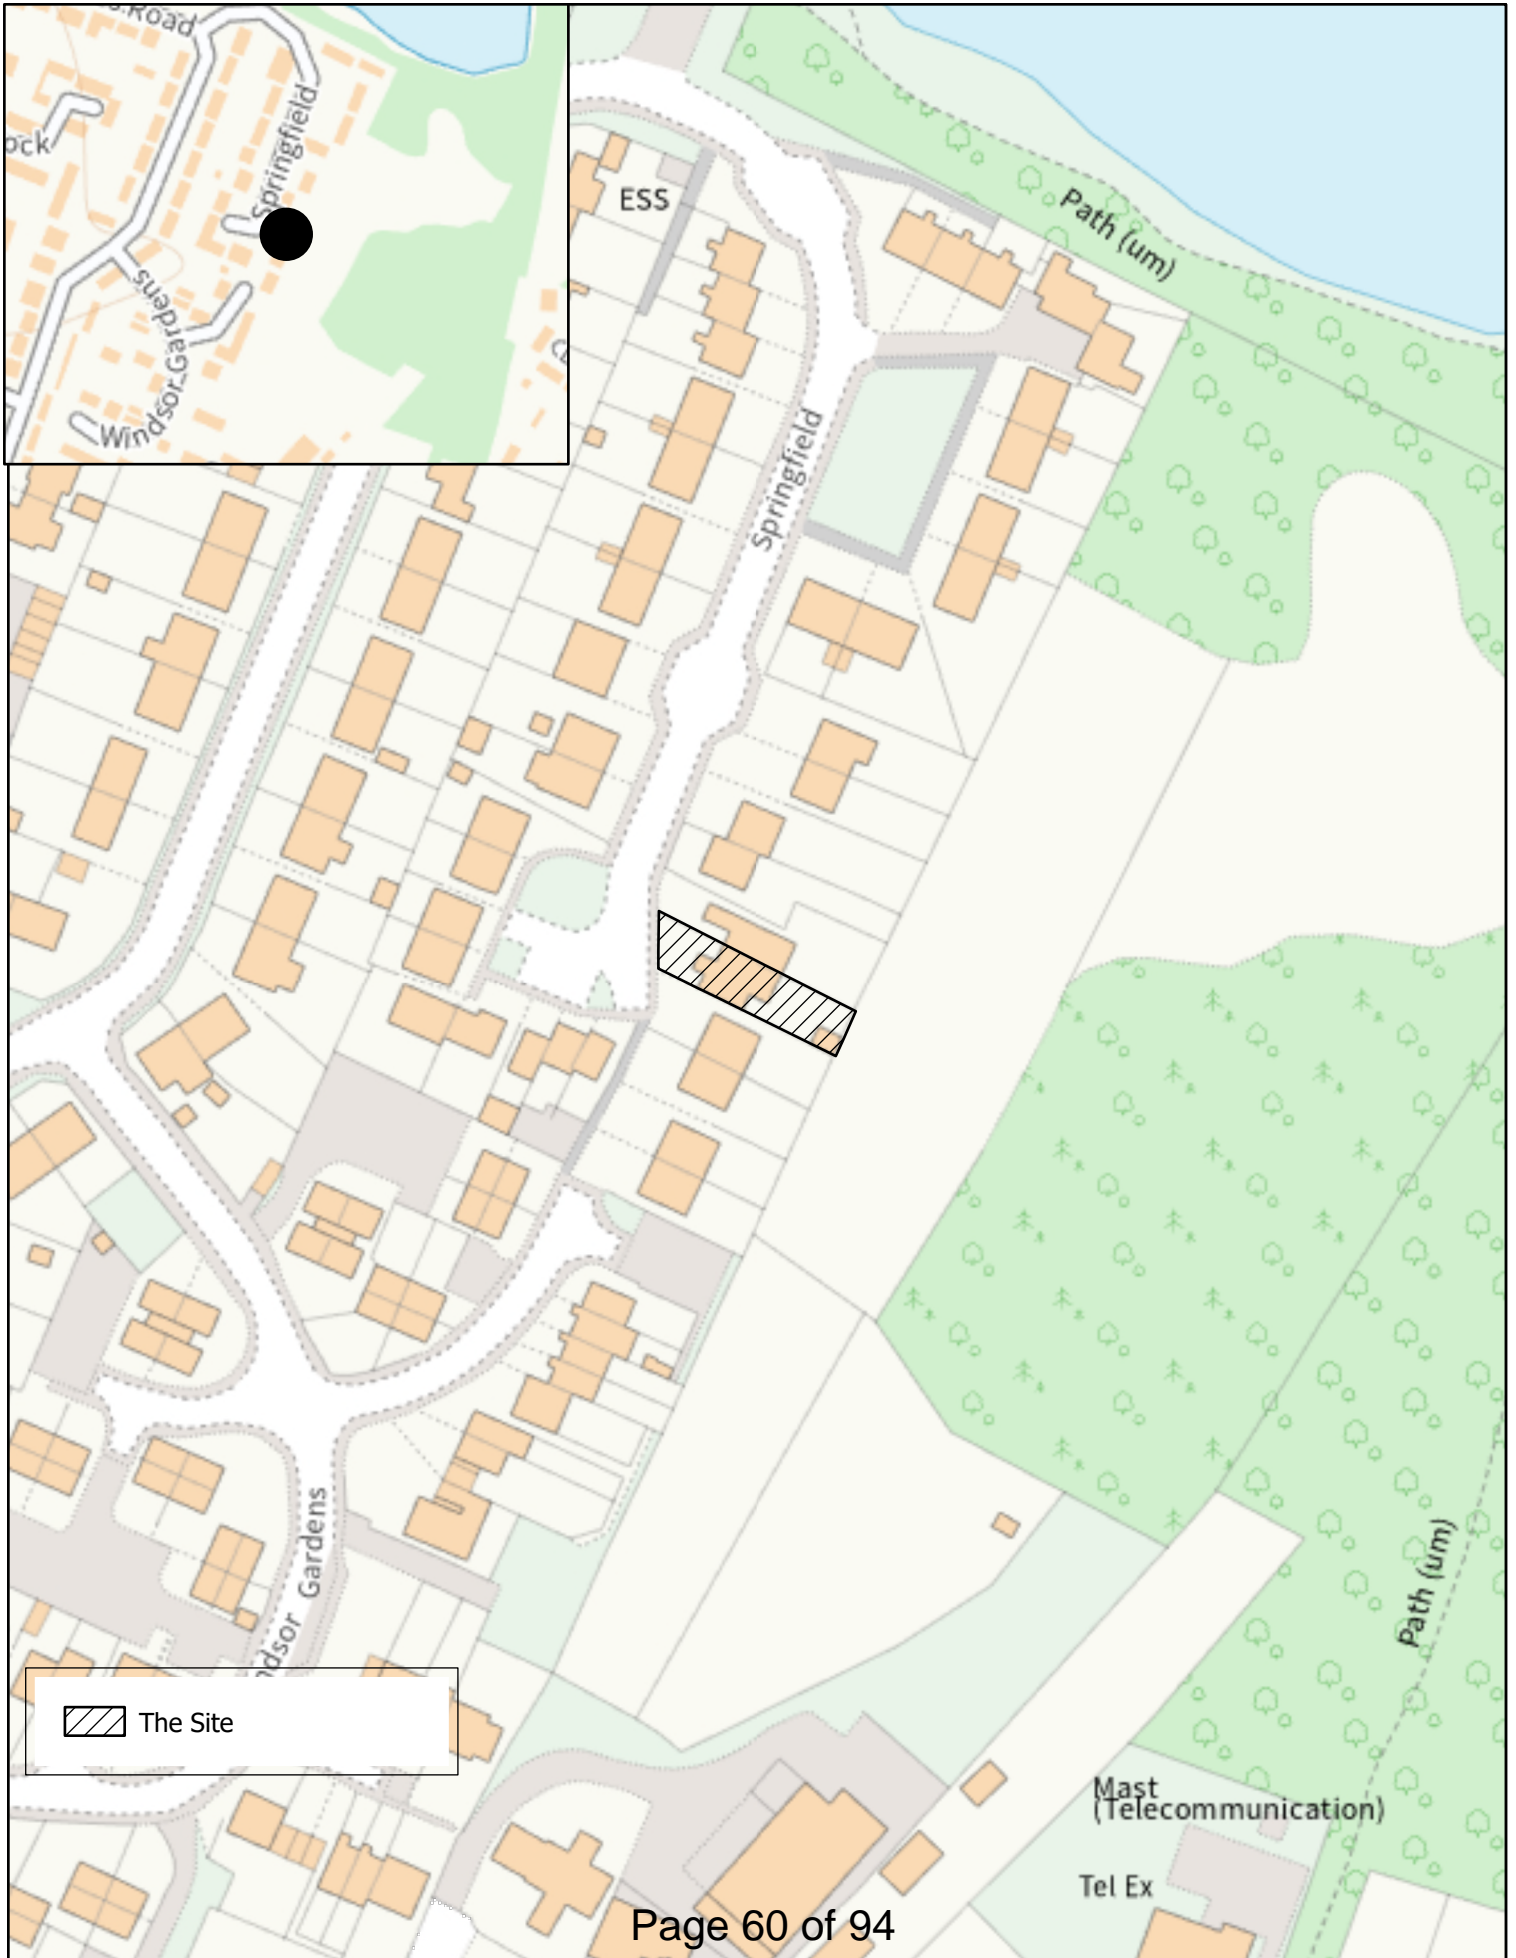 Road
ock
Springfield
Windsor Gardens
ESS
Path (um)
Springfield
Gardens
Path (um)
The Site
Mast
(Telecommunication)
Tel Ex
Page 60 of 94